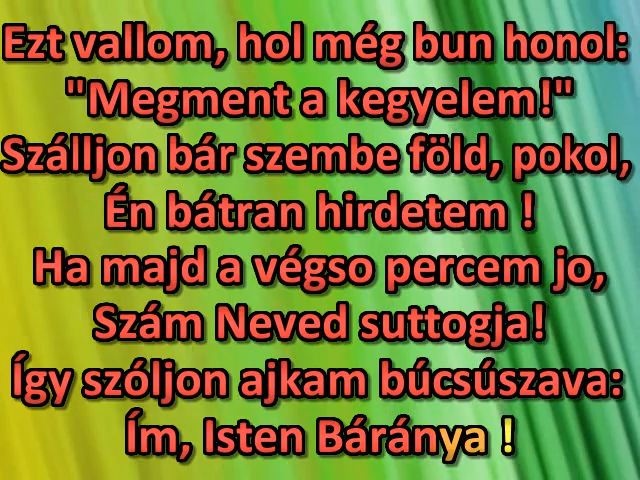 Ezt vallom, hol még bun honol:
"Megment a kegyelem!"
Szálljon bár szembe föld, pokol,
Én bátran hirdetem !
Ha majd a végso percem jo,
Szám Neved suttogja!
Így szóljon ajkam búcsúszava:
Ím, Isten Báránya !